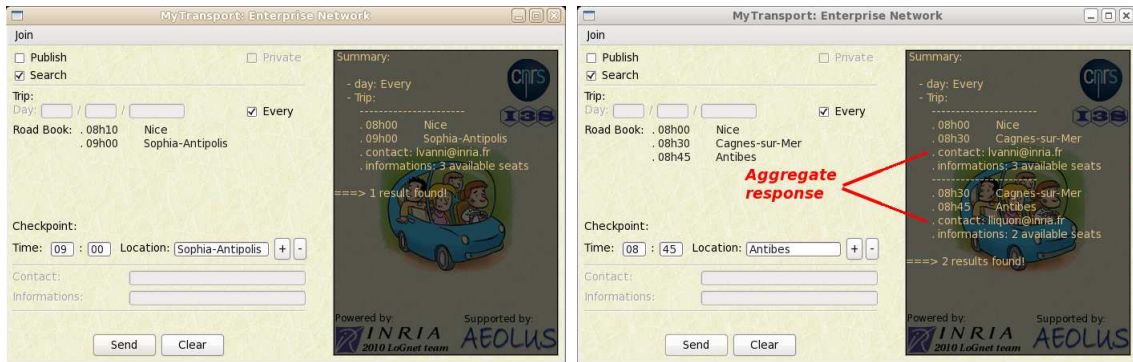 MyTransport: Enterprise Network
Join
Publish
Private
Search
Trip:
Day: / /
Every
Road Book: . 08h10 Nice
. 09h00 Sophia-Antipolis
Checkpoint:
Time: 09 : 00 Location: Sophia-Antipolis + -
Contact:
Informations:
Send Clear
Summary:
- day: Every
- Trip:
----------------------
. 08h00 Nice
. 09h00 Sophia-Antipolis
. contact: lvanni@inria.fr
. informations: 3 available seats
===> 1 result found!
CNRS
I3S
Powered by: Supported by:
INRIA AEOLUS
2010 LoGnet team
MyTransport: Enterprise Network
Join
Publish
Private
Search
Trip:
Day: / /
Every
Road Book: . 08h00 Nice
. 08h30 Cagnes-sur-Mer
. 08h45 Antibes
Checkpoint:
Time: 08 : 45 Location: Antibes + -
Contact:
Informations:
Send Clear
Aggregate
response
Summary:
- day: Every
- Trip:
----------------------
. 08h00 Nice
. 08h30 Cagnes-sur-Mer
. contact: lvanni@inria.fr
. informations: 3 available seats
----------------------
. 08h30 Cagnes-sur-Mer
. 08h45 Antibes
. contact: lliquori@inria.fr
. informations: 2 available seats
===> 2 results found!
CNRS
I3S
Powered by: Supported by:
INRIA AEOLUS
2010 LoGnet team